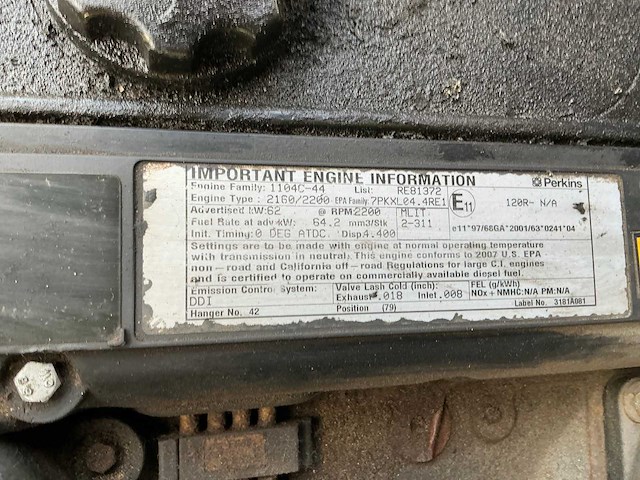 IMPORTANT ENGINE INFORMATION
Perkins
Engine Family: 1104C-44 List: RE81372
Engine Type: 2160/2200 EPA Family: 7PKXL04.4RE1 E11 120R- N/A
Advertised kW: 62 @ RPM 2200 MLIT.
Fuel Rate at adv kW: 64.2 mm3/Stk 2-311
e11*97/68GA*2001/63*0241*04
Init. Timing: 0 DEG ATDC. Disp 4.400
Settings are to be made with engine at normal operating temperature
with transmission in neutral. This engine conforms to 2007 U.S. EPA
non-road and California off-road Regulations for large C.I. engines
and is certified to operate on commercially available diesel fuel.
Emission Control System: Valve Lash Cold (inch): FEL (g/kWh)
DDI Exhaust .018 Inlet .008 NOx + NMHC: N/A PM: N/A
Hanger No. 42 Position (79) Label No. 3181A081